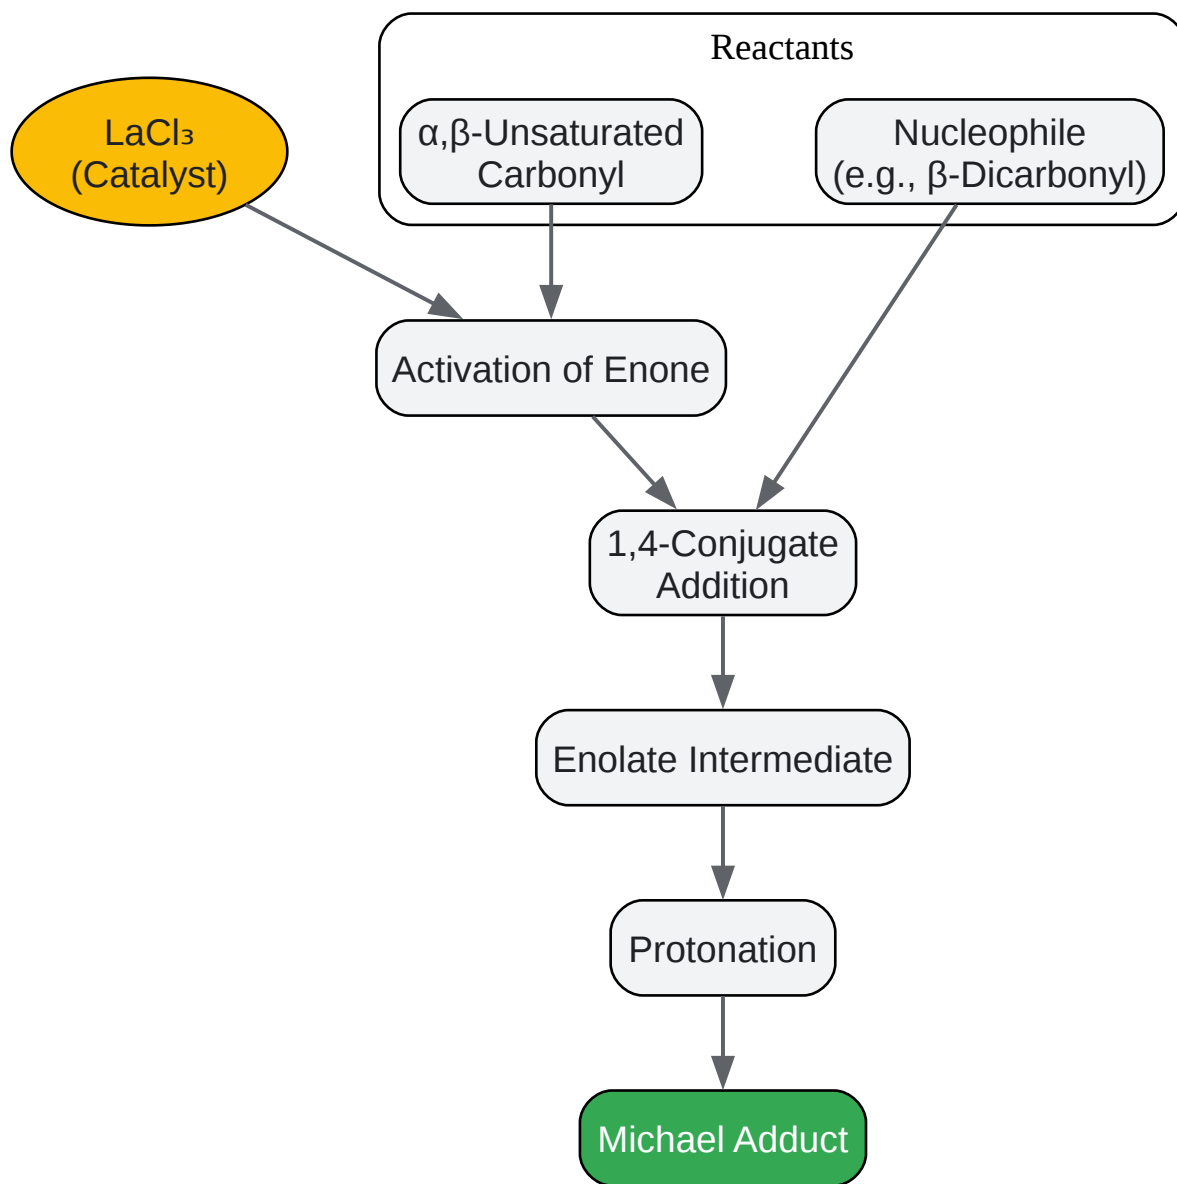 Reactants
LaCl₃
(Catalyst)
α,β-Unsaturated
Carbonyl
Nucleophile
(e.g., β-Dicarbonyl)
Activation of Enone
1,4-Conjugate
Addition
Enolate Intermediate
Protonation
Michael Adduct